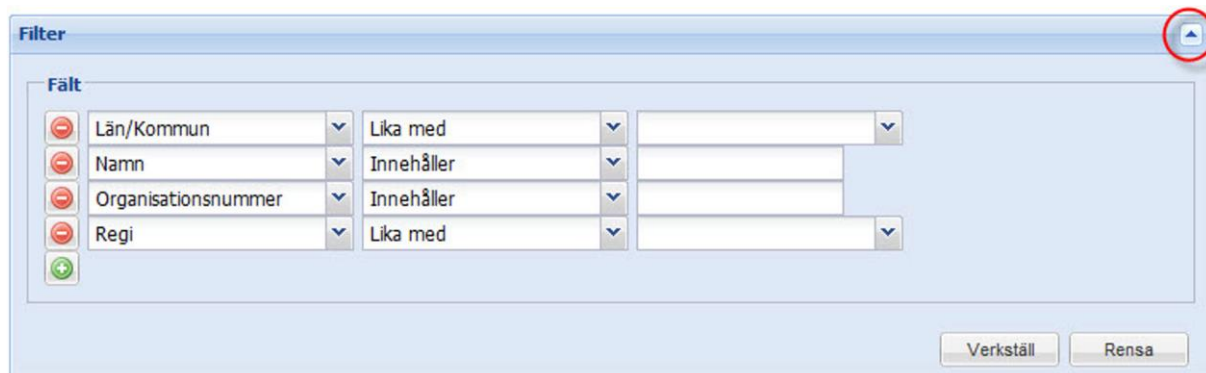 Filter
Fält
Län/Kommun Lika med
Namn Innehåller
Organisationsnummer Innehåller
Regi Lika med
Verkställ Rensa